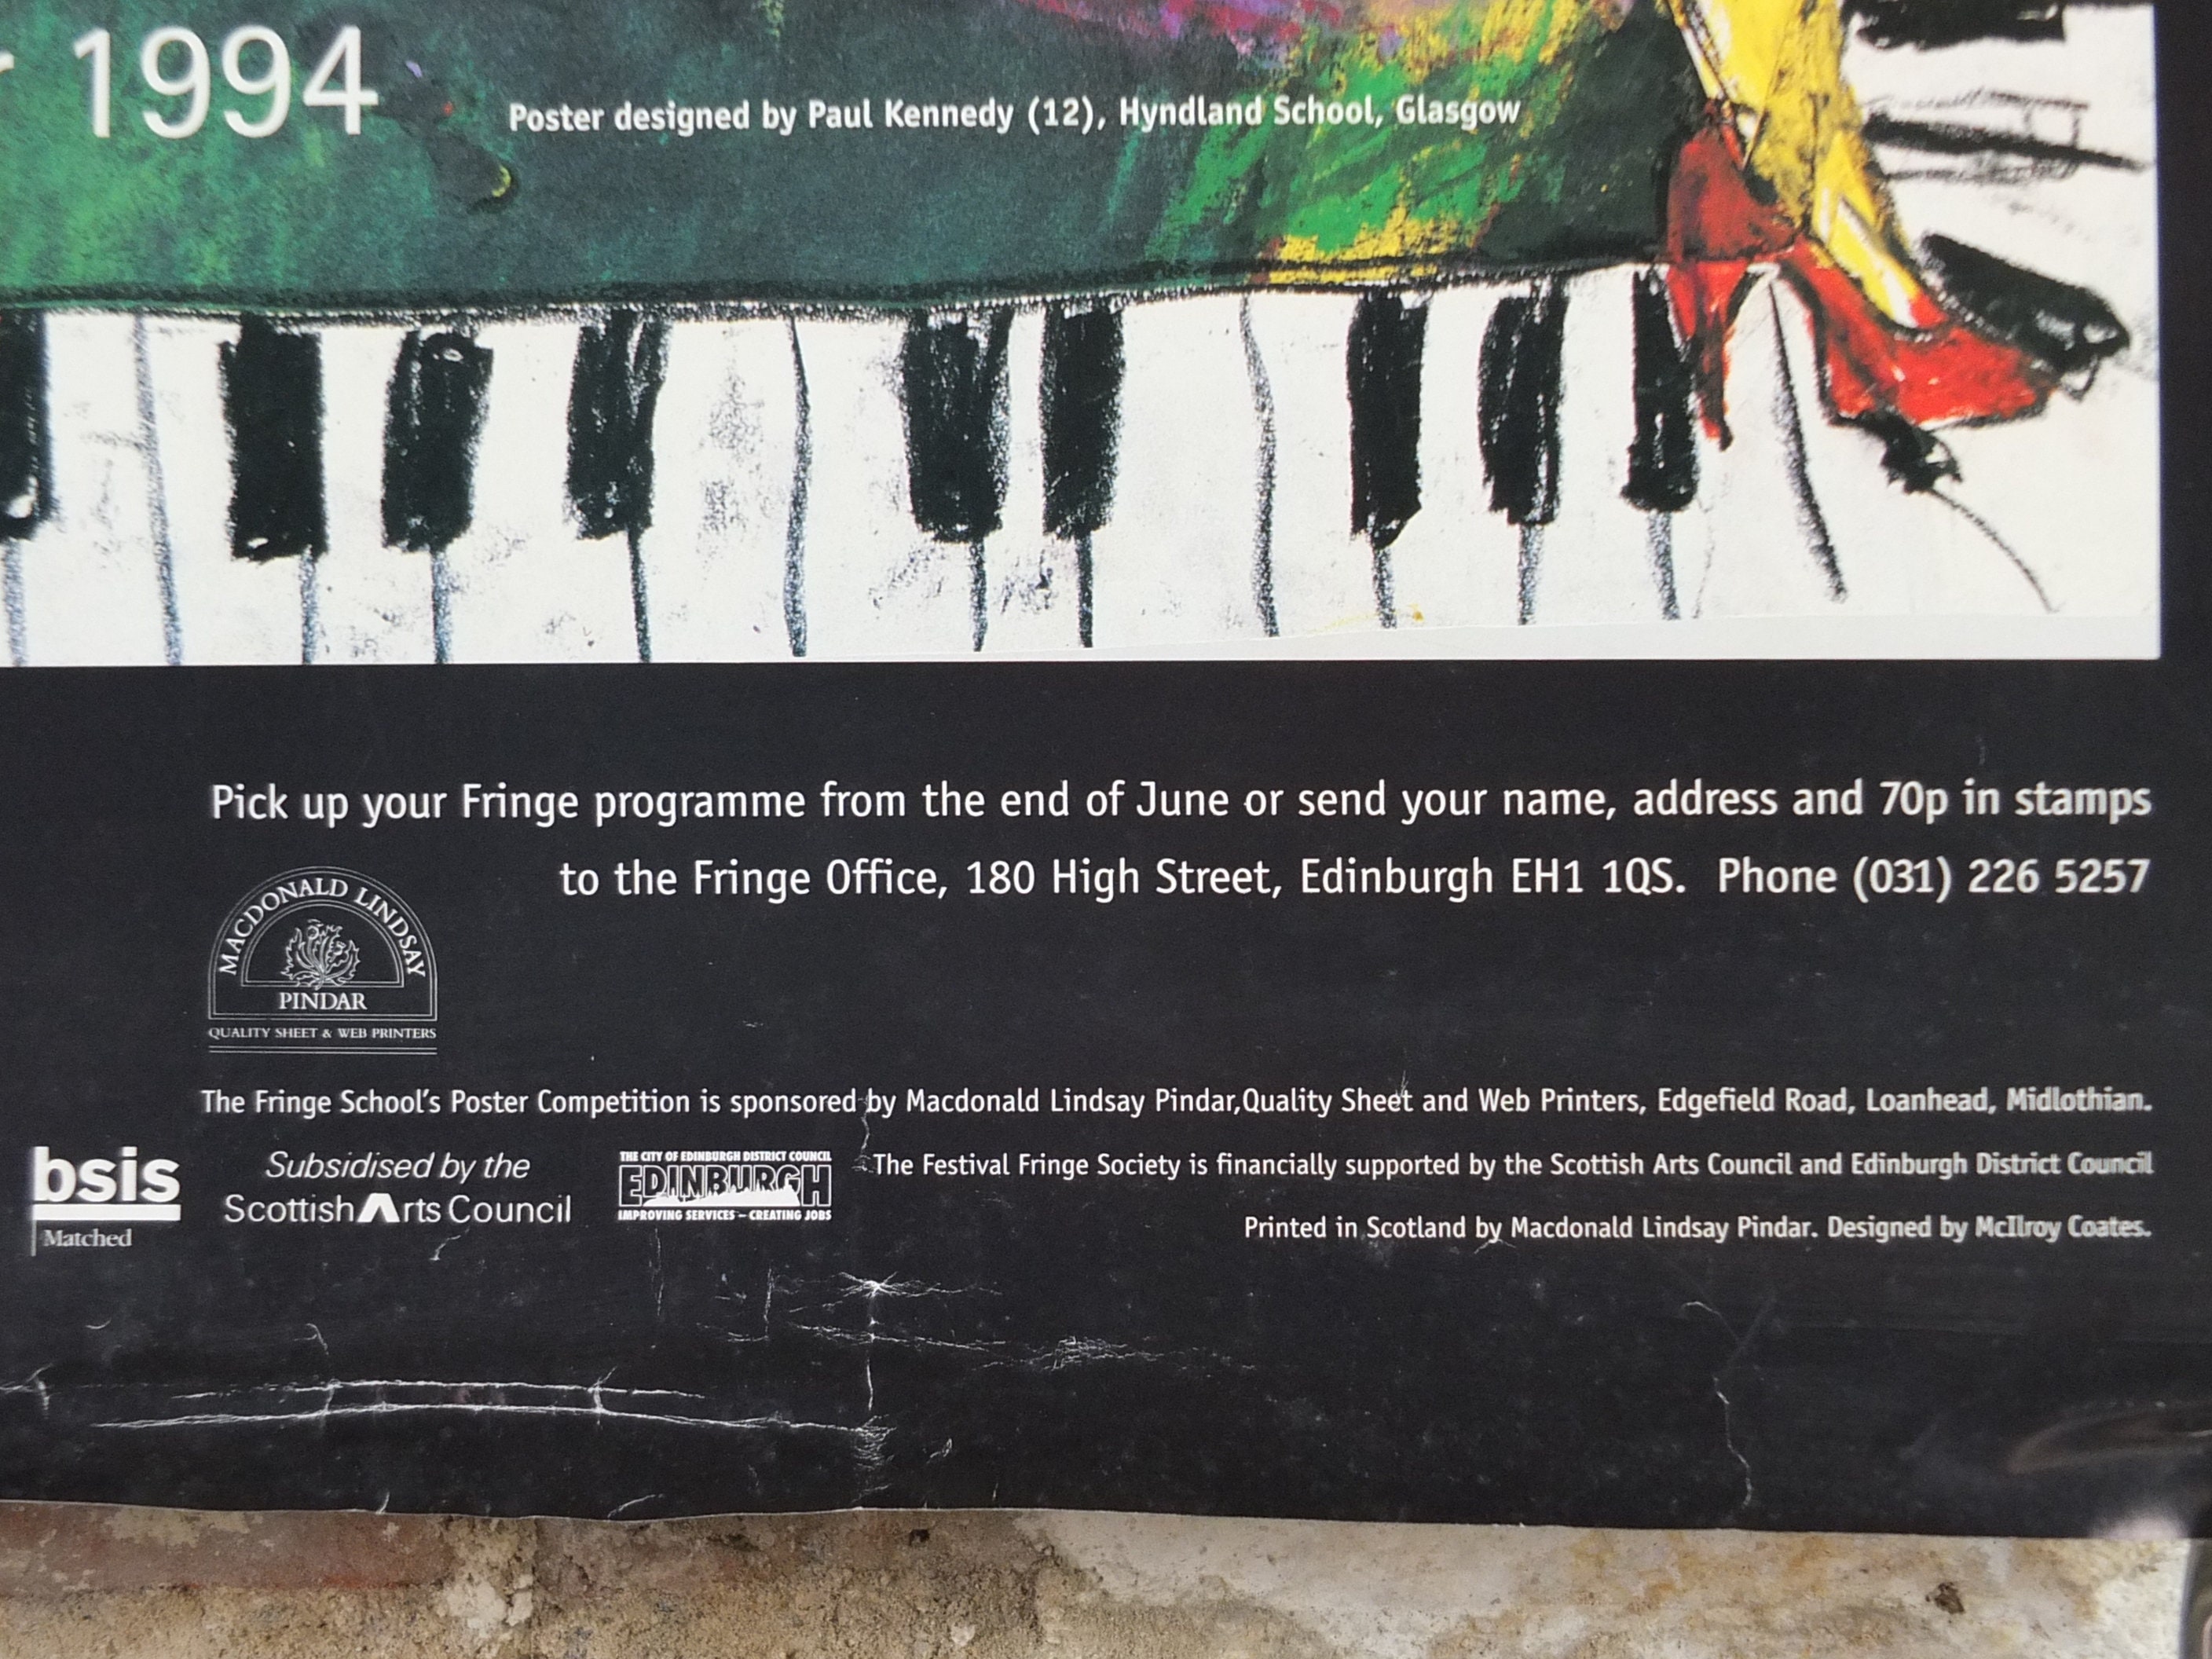 1994
Poster designed by Paul Kennedy (12), Hyndland School, Glasgow
Pick up your Fringe programme from the end of June or send your name, address and 70p in stamps
to the Fringe Office, 180 High Street, Edinburgh EH1 1QS. Phone (031) 226 5257
MACDONALD LINDSAY
PINDAR
QUALITY SHEET & WEB PRINTERS
The Fringe School's Poster Competition is sponsored by Macdonald Lindsay Pindar,Quality Sheet and Web Printers, Edgefield Road, Loanhead, Midlothian.
bsis
Matched
Subsidised by the
Scottish Arts Council
THE CITY OF EDINBURGH DISTRICT COUNCIL
EDINBURGH
IMPROVING SERVICES – CREATING JOBS
The Festival Fringe Society is financially supported by the Scottish Arts Council and Edinburgh District Council
Printed in Scotland by Macdonald Lindsay Pindar. Designed by McIlroy Coates.